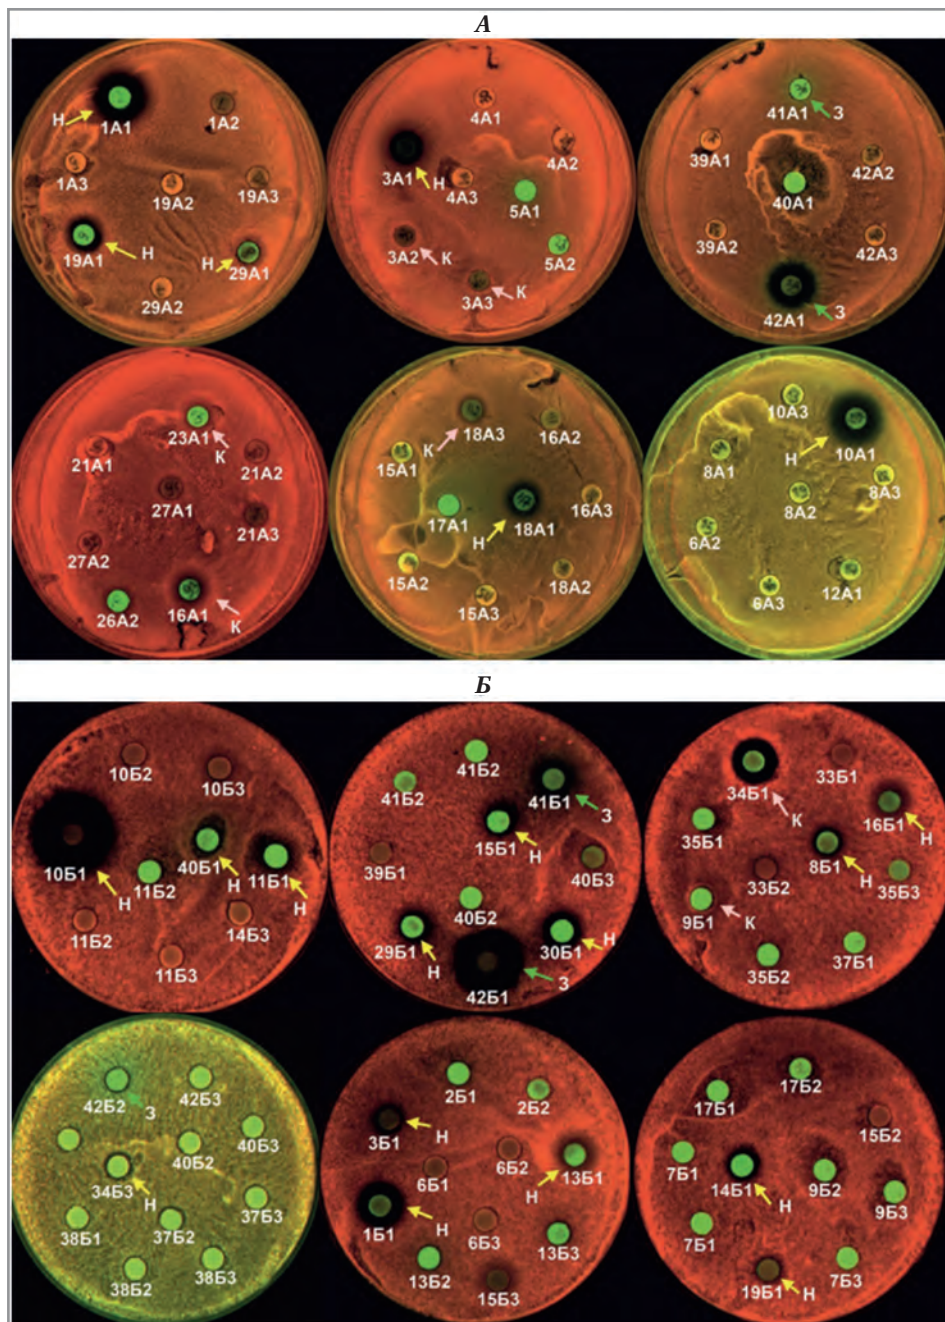 А
1А1
Н
1А2
1А3
19А2
19А3
19А1
Н
Н
29А1
29А2
4А1
4А2
3А1
Н
4А3
5А1
3А2
К
5А2
3А3
К
41А1
З
39А1
42А2
40А1
39А2
42А3
42А1
З
23А1
К
21А1
21А2
27А1
21А3
27А2
26А2
16А1
К
18А3
К
16А2
15А1
17А1
Н
18А1
16А3
15А2
18А2
15А3
10А3
10А1
Н
8А1
8А2
8А3
6А2
6А3
12А1
Б
10Б2
10Б3
10Б1
Н
11Б2
40Б1
Н
11Б1
Н
11Б2
14Б3
11Б3
41Б2
41Б2
41Б1
З
15Б1
Н
39Б1
40Б3
40Б2
29Б1
Н
30Б1
Н
42Б1
З
34Б1
К
33Б1
16Б1
Н
35Б1
8Б1
Н
33Б2
35Б3
9Б1
К
35Б2
37Б1
42Б2
З
42Б3
40Б2
40Б3
34Б3
Н
38Б1
37Б2
37Б3
38Б2
38Б3
2Б1
2Б2
3Б1
Н
6Б1
6Б2
Н
13Б1
1Б1
Н
6Б3
13Б2
13Б3
15Б3
17Б1
17Б2
15Б2
7Б1
14Б1
Н
9Б2
9Б3
7Б1
19Б1
Н
7Б3